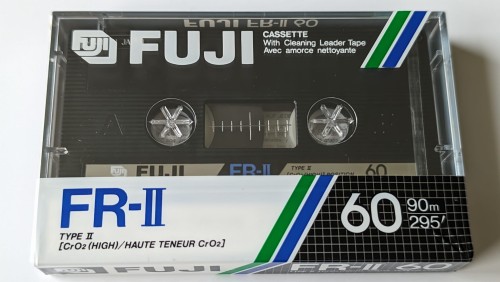 FUJI
FUJI
CASSETTE
With Cleaning Leader Tape
Avec amorce nettoyante
A
FUJI
FR-II
TYPE II
60
FR-II
TYPE II
[CrO2 (HIGH)/HAUTE TENEUR CrO2]
60
90m
295'
FUJI
FR-II 60